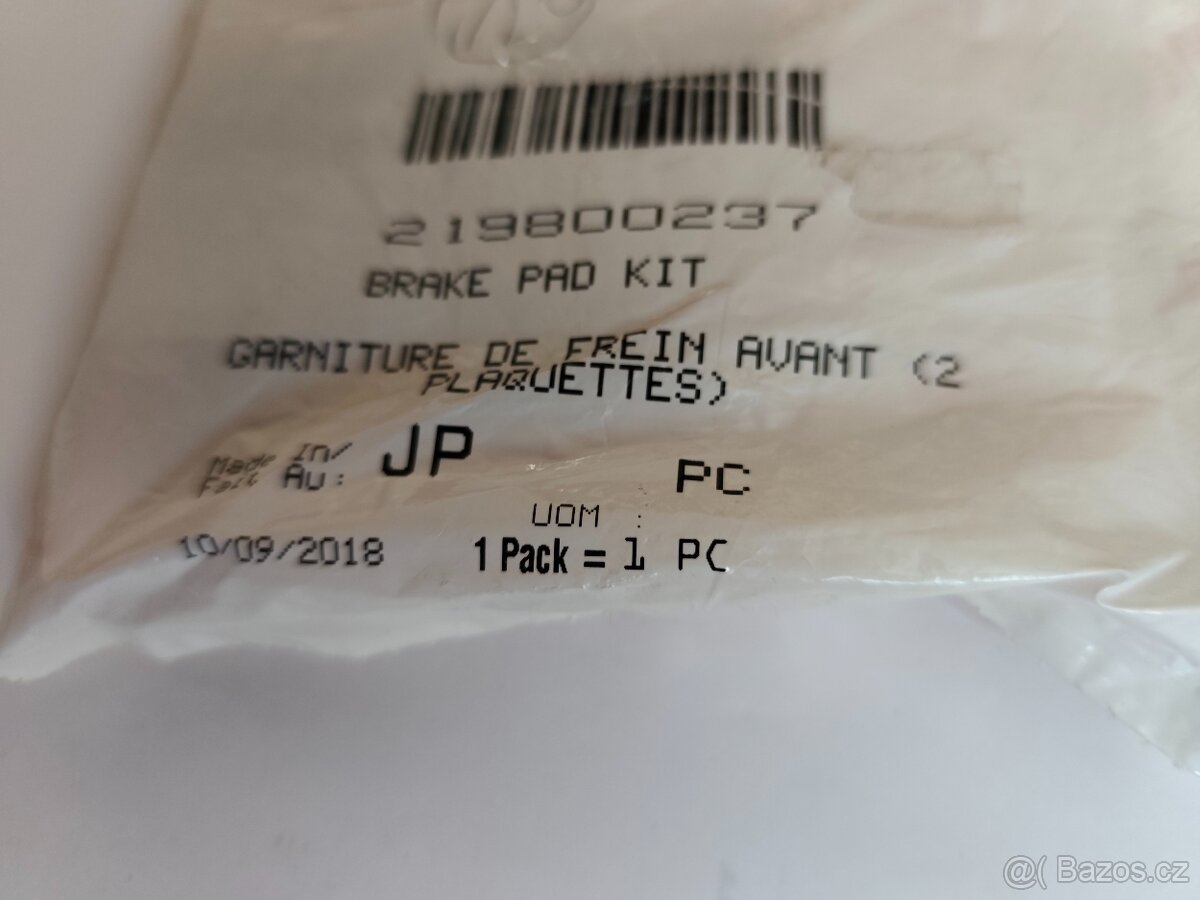 219800237
BRAKE PAD KIT
GARNITURE DE FREIN AVANT (2
PLAQUETTES)
Made In/
Fait Au: JP
PC
UOM :
10/09/2018 1 Pack = 1 PC
@( Bazos.cz